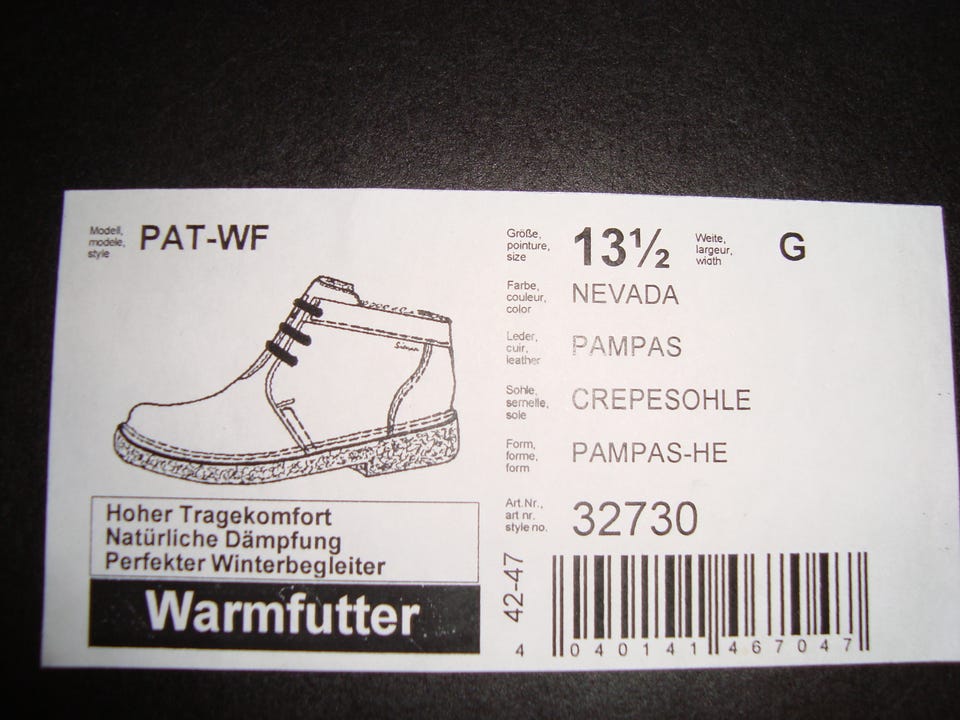 Modell,
modele,
style
PAT-WF
Größe,
pointure,
size
13½
Weite,
largeur,
width
G
Farbe,
couleur,
color
NEVADA
Leder,
cuir,
leather
PAMPAS
Sohle,
semelle,
sole
CREPESOHLE
Form,
forme,
form
PAMPAS-HE
Art.Nr.,
art nr.
style no.
32730
Hoher Tragekomfort
Natürliche Dämpfung
Perfekter Winterbegleiter
Warmfutter
42-47
4 040141 467047